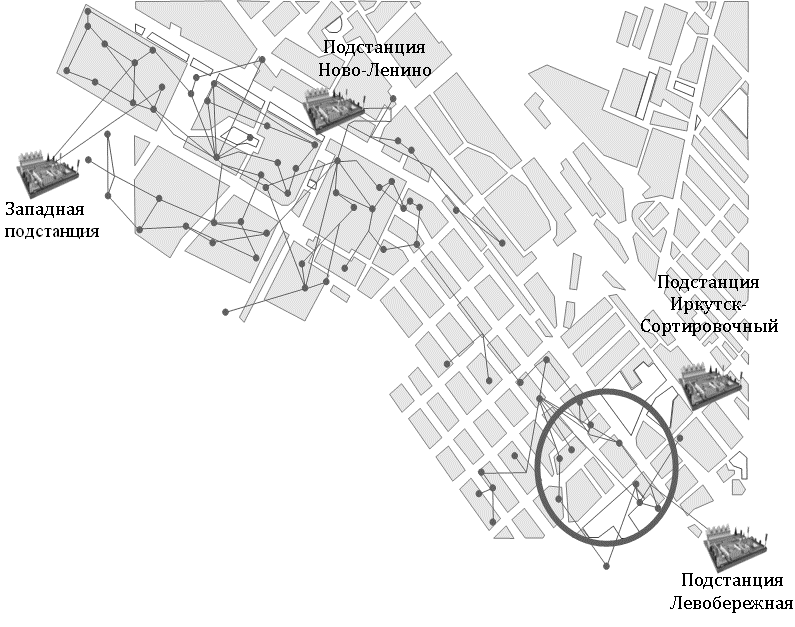 Подстанция
Ново-Ленино
Западная
подстанция
Подстанция
Иркутск-
Сортировочный
Подстанция
Левобережная